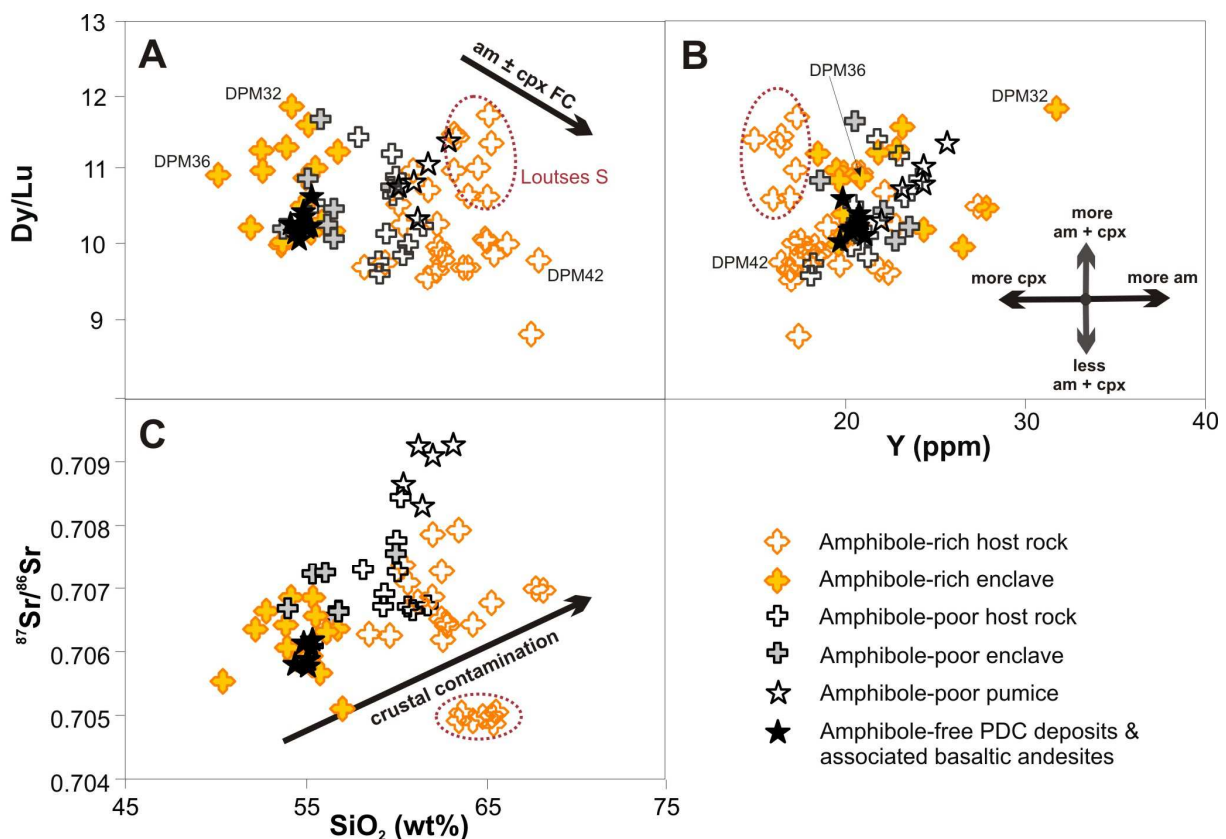 A
13
12
11
10
9
Dy/Lu
DPM32
DPM36
DPM42
am ± cpx FC
Loutses S
B
DPM36
DPM32
DPM42
more
am + cpx
more cpx
more am
less
am + cpx
20
30
40
Y (ppm)
C
0.709
0.708
0.707
0.706
0.705
0.704
87Sr/86Sr
crustal contamination
45
55
65
75
SiO2 (wt%)
Amphibole-rich host rock
Amphibole-rich enclave
Amphibole-poor host rock
Amphibole-poor enclave
Amphibole-poor pumice
Amphibole-free PDC deposits &
associated basaltic andesites